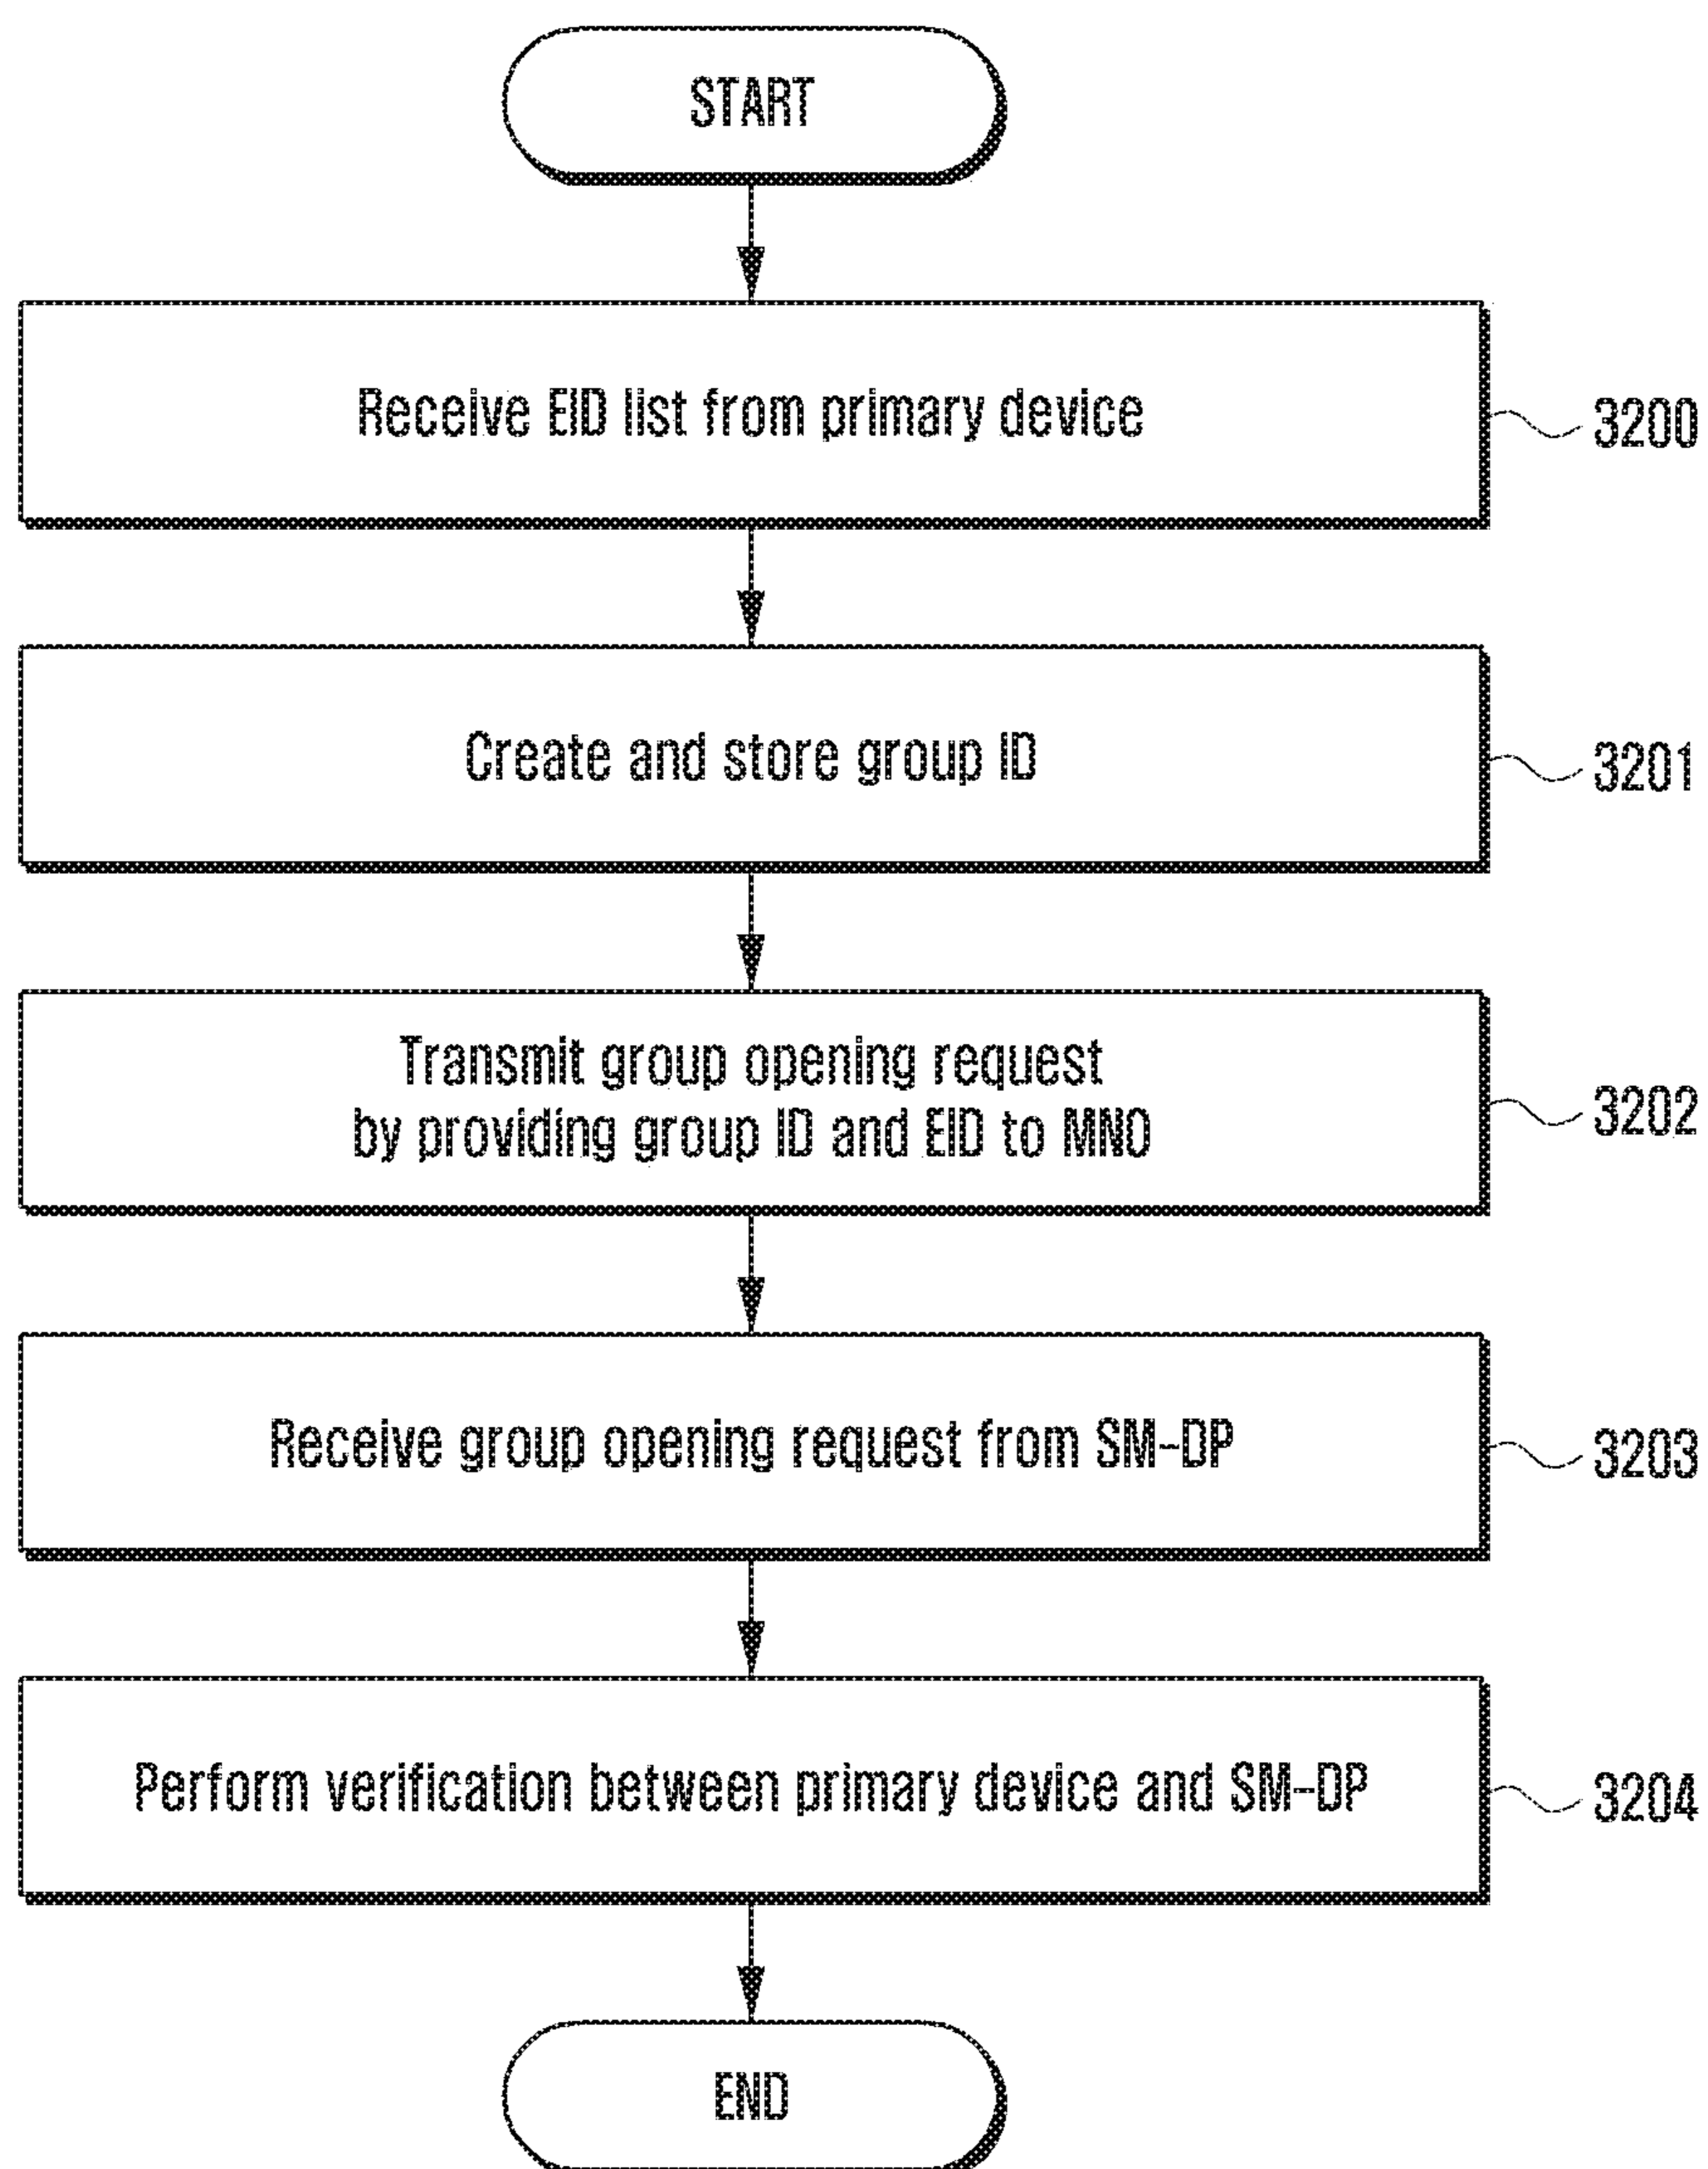 START
Receive EID list from primary device
3200
Create and store group ID
3201
Transmit group opening request
by providing group ID and EID to MNO
3202
Receive group opening request from SM-DP
3203
Perform verification between primary device and SM-DP
3204
END